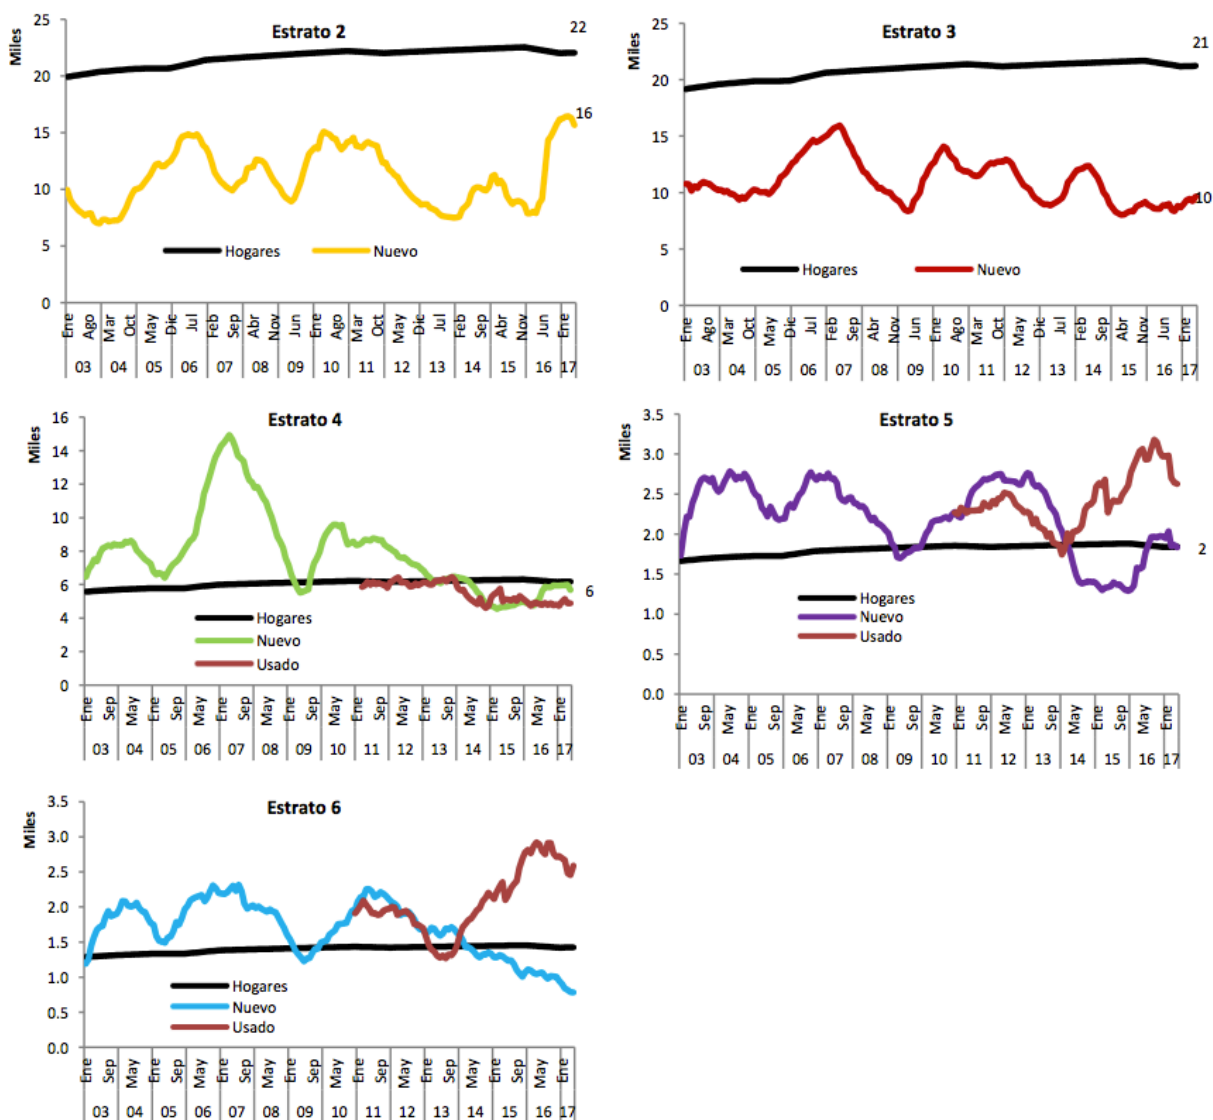 Estrato 2
Miles
25
20
15
10
5
0
22
16
Hogares
Nuevo
Ene Ago Mar Oct May Dic Jul Feb Sep Abr Nov Jun Ene Ago Mar Oct May Dic Jul Feb Sep Abr Nov Jun Ene
03 04 05 06 07 08 09 10 11 12 13 14 15 16 17
Estrato 3
Miles
25
20
15
10
5
0
21
10
Hogares
Nuevo
Ene Ago Mar Oct May Dic Jul Feb Sep Abr Nov Jun Ene Ago Mar Oct May Dic Jul Feb Sep Abr Nov Jun Ene
03 04 05 06 07 08 09 10 11 12 13 14 15 16 17
Estrato 4
Miles
16
14
12
10
8
6
4
2
0
6
Hogares
Nuevo
Usado
Ene Sep May Ene Sep May Ene Sep May Ene Sep May Ene Sep May Ene Sep May Ene Sep May Ene
03 04 05 06 07 08 09 10 11 12 13 14 15 16 17
Estrato 5
Miles
3.5
3.0
2.5
2.0
1.5
1.0
0.5
0.0
2
Hogares
Nuevo
Usado
Ene Sep May Ene Sep May Ene Sep May Ene Sep May Ene Sep May Ene Sep May Ene Sep May Ene
03 04 05 06 07 08 09 10 11 12 13 14 15 16 17
Estrato 6
Miles
3.5
3.0
2.5
2.0
1.5
1.0
0.5
0.0
Hogares
Nuevo
Usado
Ene Sep May Ene Sep May Ene Sep May Ene Sep May Ene Sep May Ene Sep May Ene Sep May Ene
03 04 05 06 07 08 09 10 11 12 13 14 15 16 17